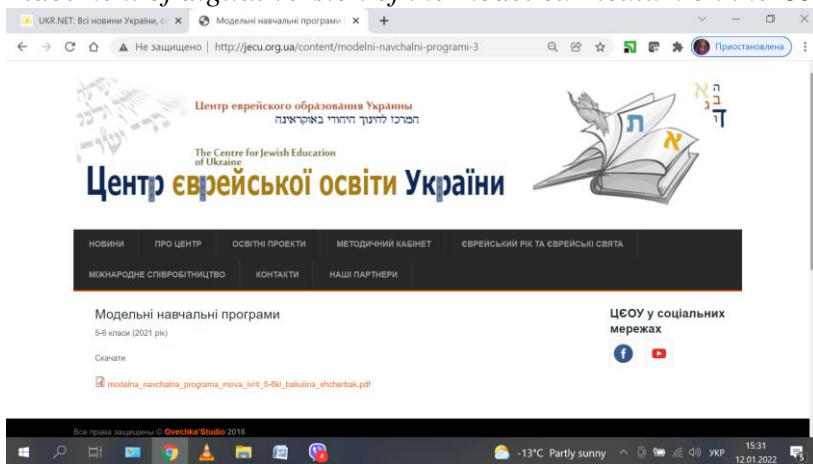 UKR.NET: Всі новини України, о
Модельні навчальні програми
Не защищено
http://jecu.org.ua/content/modelni-navchalni-programi-3
Приостановлена
Центр еврейского образования Украины
המרכז לחינוך היהודי באוקראינה
The Centre for Jewish Education
of Ukraine
Центр єврейської освіти України
НОВИНИ
ПРО ЦЕНТР
ОСВІТНІ ПРОЕКТИ
МЕТОДИЧНИЙ КАБІНЕТ
ЄВРЕЙСЬКИЙ РІК ТА ЄВРЕЙСЬКІ СВЯТА
МІЖНАРОДНЕ СПІВРОБІТНИЦТВО
КОНТАКТИ
НАШІ ПАРТНЕРИ
Модельні навчальні програми
5-6 класи (2021 рік)
Скачати
modelna_navchalna_programa_mova_ivrit_5-6kl_bakulina_shcherbak.pdf
ЦЄОУ у соціальних
мережах
Все права защищены © Ovechka'Studio 2016
-13°C Partly sunny
УКР
15:31
12.01.2022